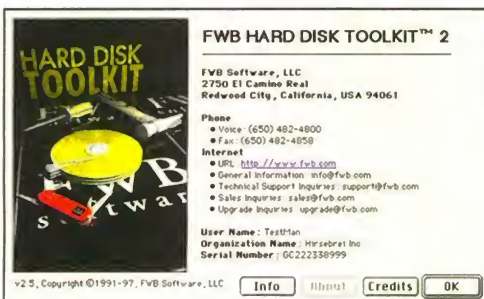 HARD DISK
TOOLKIT
FWB
Softwar
FWB HARD DISK TOOLKIT™ 2
FWB Software, LLC
2750 El Camino Real
Redwood City, California, USA 94061
Phone
• Voice: (650) 482-4800
• Fax: (650) 482-4858
Internet
• URL http://www.fwb.com
• General Information info@fwb.com
• Technical Support Inquiries: support@fwb.com
• Sales Inquiries sales@fwb.com
• Upgrade Inquiries upgrade@fwb.com
User Name: TestMan
Organization Name: Hirsebrei Inc
Serial Number: GC222338999
v2.5, Copyright ©1991-97, FWB Software, LLC
Info About Credits OK